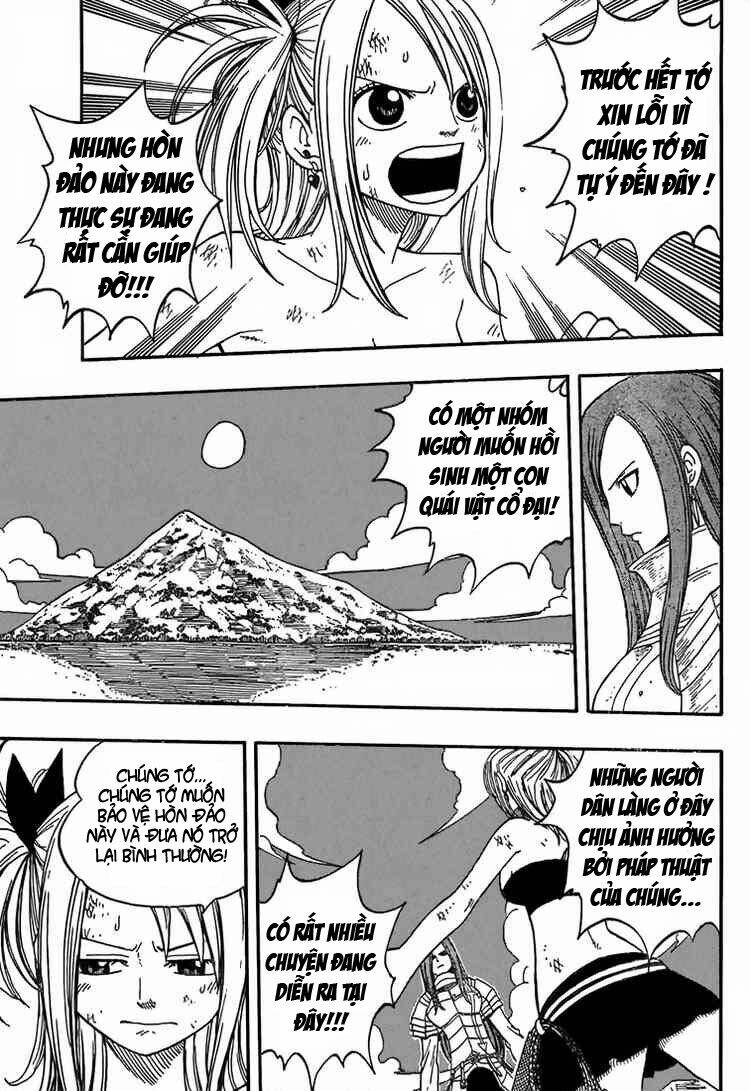 TRƯỚC HẾT TỚ
XIN LỖI VÌ
CHÚNG TỚ ĐÃ
TỰ Ý ĐẾN ĐÂY !
NHƯNG HÒN
ĐẢO NÀY ĐANG
THỰC SỰ ĐANG
RẤT CẦN GIÚP
ĐỠ!!!
CÓ MỘT NHÓM
NGƯỜI MUỐN HỒI
SINH MỘT CON
QUÁI VẬT CỔ ĐẠI!
NHỮNG NGƯỜI
DÂN LÀNG Ở ĐÂY
CHỊU ẢNH HƯỞNG
BỞI PHÁP THUẬT
CỦA CHÚNG...
CÓ RẤT NHIỀU
CHUYỆN ĐANG
DIỄN RA TẠI
ĐÂY!!!
CHÚNG TỚ...
CHÚNG TỚ MUỐN
BẢO VỆ HÒN ĐẢO
NÀY VÀ ĐƯA NÓ TRỞ
LẠI BÌNH THƯỜNG!